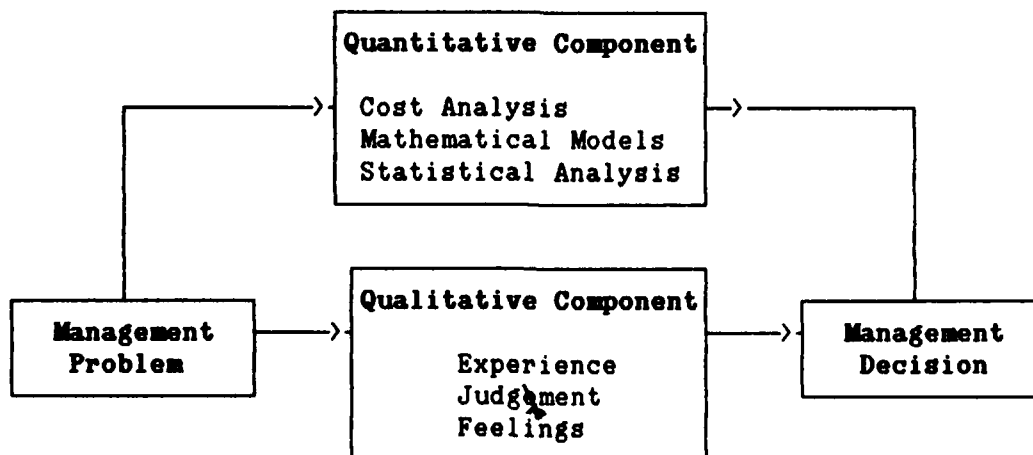 Quantitative Component
Cost Analysis
Mathematical Models
Statistical Analysis
Management
Problem
Qualitative Component
Experience
Judgement
Feelings
Management
Decision